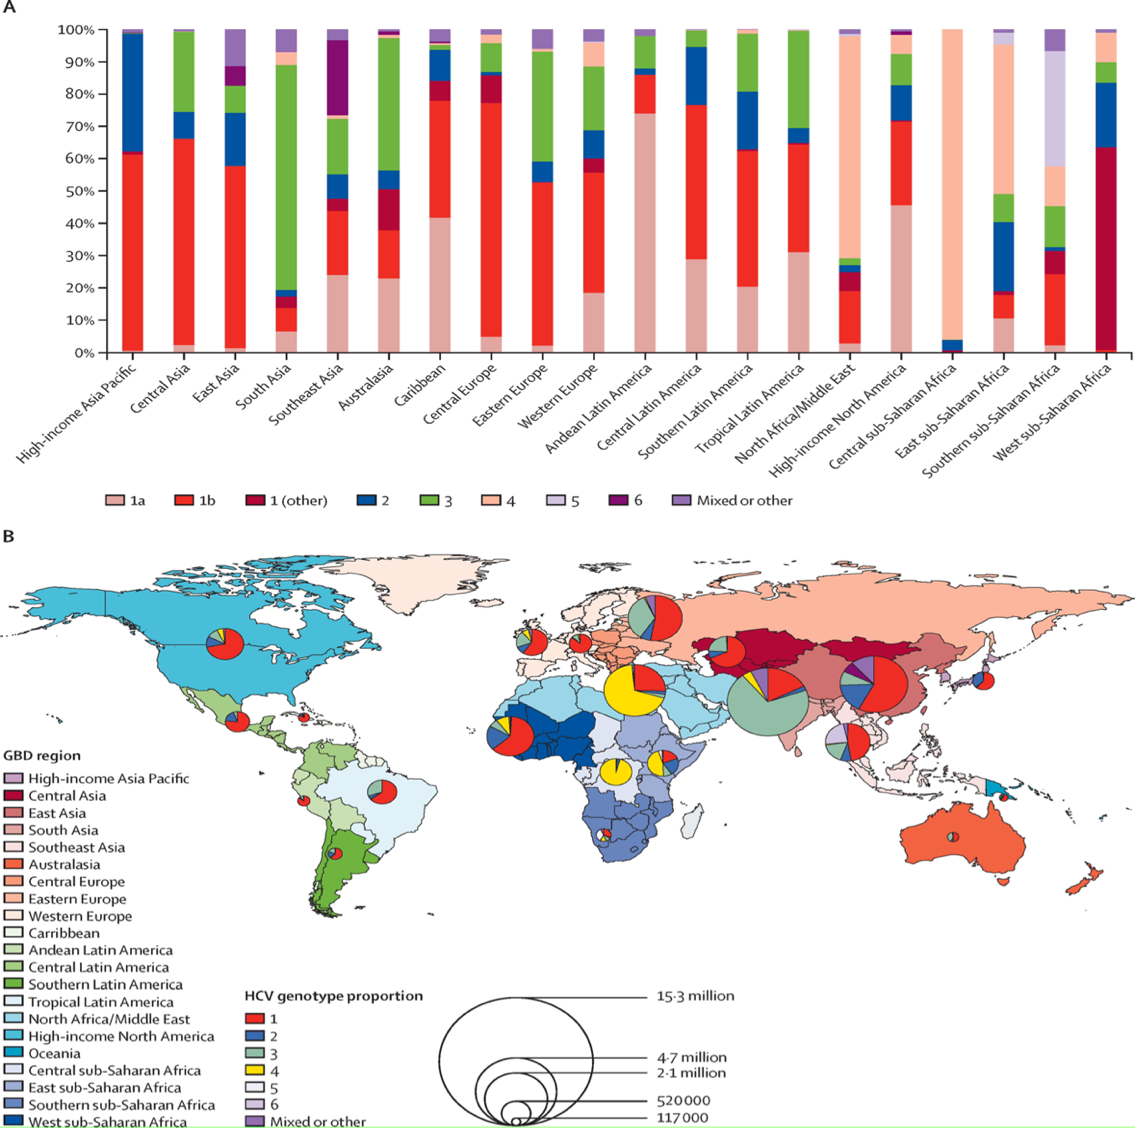 A
100%
90%
80%
70%
60%
50%
40%
30%
20%
10%
0%
High-income Asia Pacific
Central Asia
East Asia
South Asia
Southeast Asia
Australasia
Caribbean
Central Europe
Eastern Europe
Western Europe
Andean Latin America
Central Latin America
Southern Latin America
Tropical Latin America
North Africa/Middle East
High-income North America
Central sub-Saharan Africa
East sub-Saharan Africa
Southern sub-Saharan Africa
West sub-Saharan Africa
1a 1b 1 (other) 2 3 4 5 6 Mixed or other
B
GBD region
High-income Asia Pacific
Central Asia
East Asia
South Asia
Southeast Asia
Australasia
Central Europe
Eastern Europe
Western Europe
Carribbean
Andean Latin America
Central Latin America
Southern Latin America
Tropical Latin America
North Africa/Middle East
High-income North America
Oceania
Central sub-Saharan Africa
East sub-Saharan Africa
Southern sub-Saharan Africa
West sub-Saharan Africa
HCV genotype proportion
1
2
3
4
5
6
Mixed or other
15·3 million
4·7 million
2·1 million
520000
117000